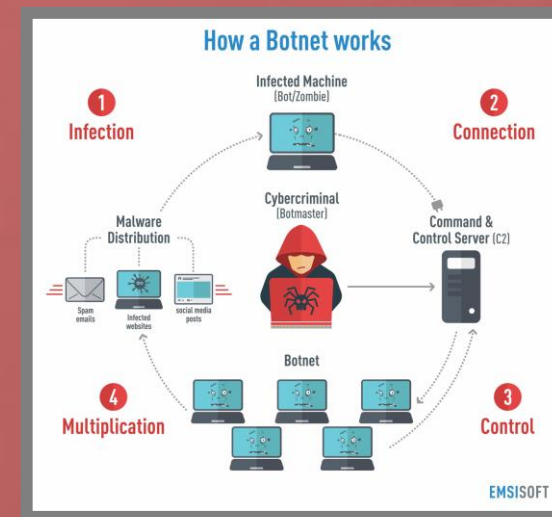 How a Botnet works
1
Infection
Infected Machine
(Bot/Zombie)
2
Connection
Malware
Distribution
Spam
emails
Infected
websites
social media
posts
Cybercriminal
(Botmaster)
Command &
Control Server (C2)
Botnet
4
Multiplication
3
Control
EMSISOFT